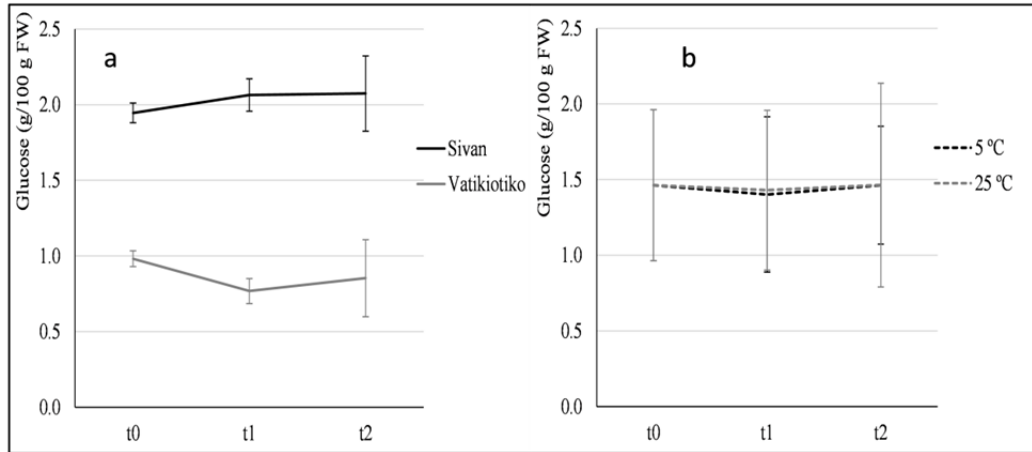 Glucose (g/100 g FW)
a
2.5
2.0
1.5
1.0
0.5
0.0
t0
t1
t2
Sivan
Vatikiotiko
Glucose (g/100 g FW)
b
2.5
2.0
1.5
1.0
0.5
0.0
t0
t1
t2
5 ºC
25 ºC